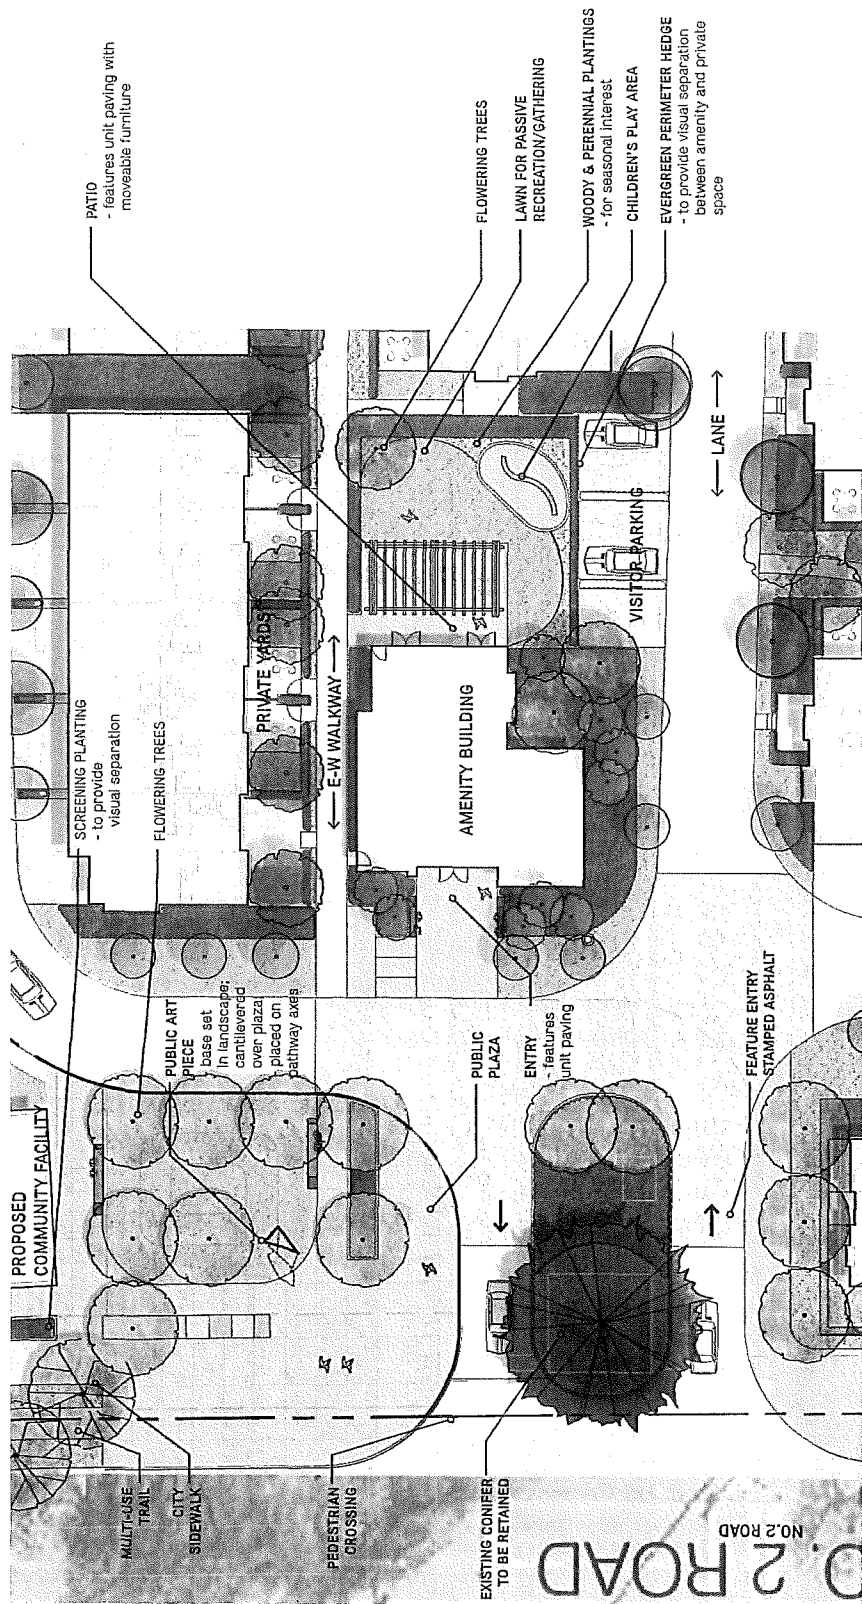 PATIO
- features unit paving with
moveable furniture
FLOWERING TREES
LAWN FOR PASSIVE
RECREATION/GATHERING
WOODY & PERENNIAL PLANTINGS
- for seasonal interest
CHILDREN'S PLAY AREA
EVERGREEN PERIMETER HEDGE
- to provide visual separation
between amenity and private
space
SCREENING PLANTING
- to provide
visual separation
FLOWERING TREES
PRIVATE YARDS
E-W WALKWAY
AMENITY BUILDING
VISITOR PARKING
LANE
PROPOSED
COMMUNITY FACILITY
PUBLIC ART
PIECE
- base set
in landscape;
cantilevered
over plaza;
placed on
pathway axes
PUBLIC
PLAZA
ENTRY
- features
unit paving
FEATURE ENTRY
STAMPED ASPHALT
MULTI-USE
TRAIL
CITY
SIDEWALK
PEDESTRIAN
CROSSING
EXISTING CONIFER
TO BE RETAINED
NO.2 ROAD
O. 2 ROAD